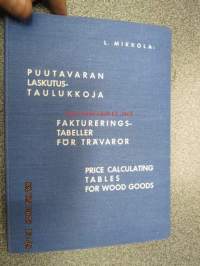 L. MIKKOLA:
PUUTAVARAN
LASKUTUS-
TAULUKKOJA
FAKTURERINGS-
TABELLER
FÖR TRÄVAROR
PRICE CALCULATING
TABLES
FOR WOOD GOODS